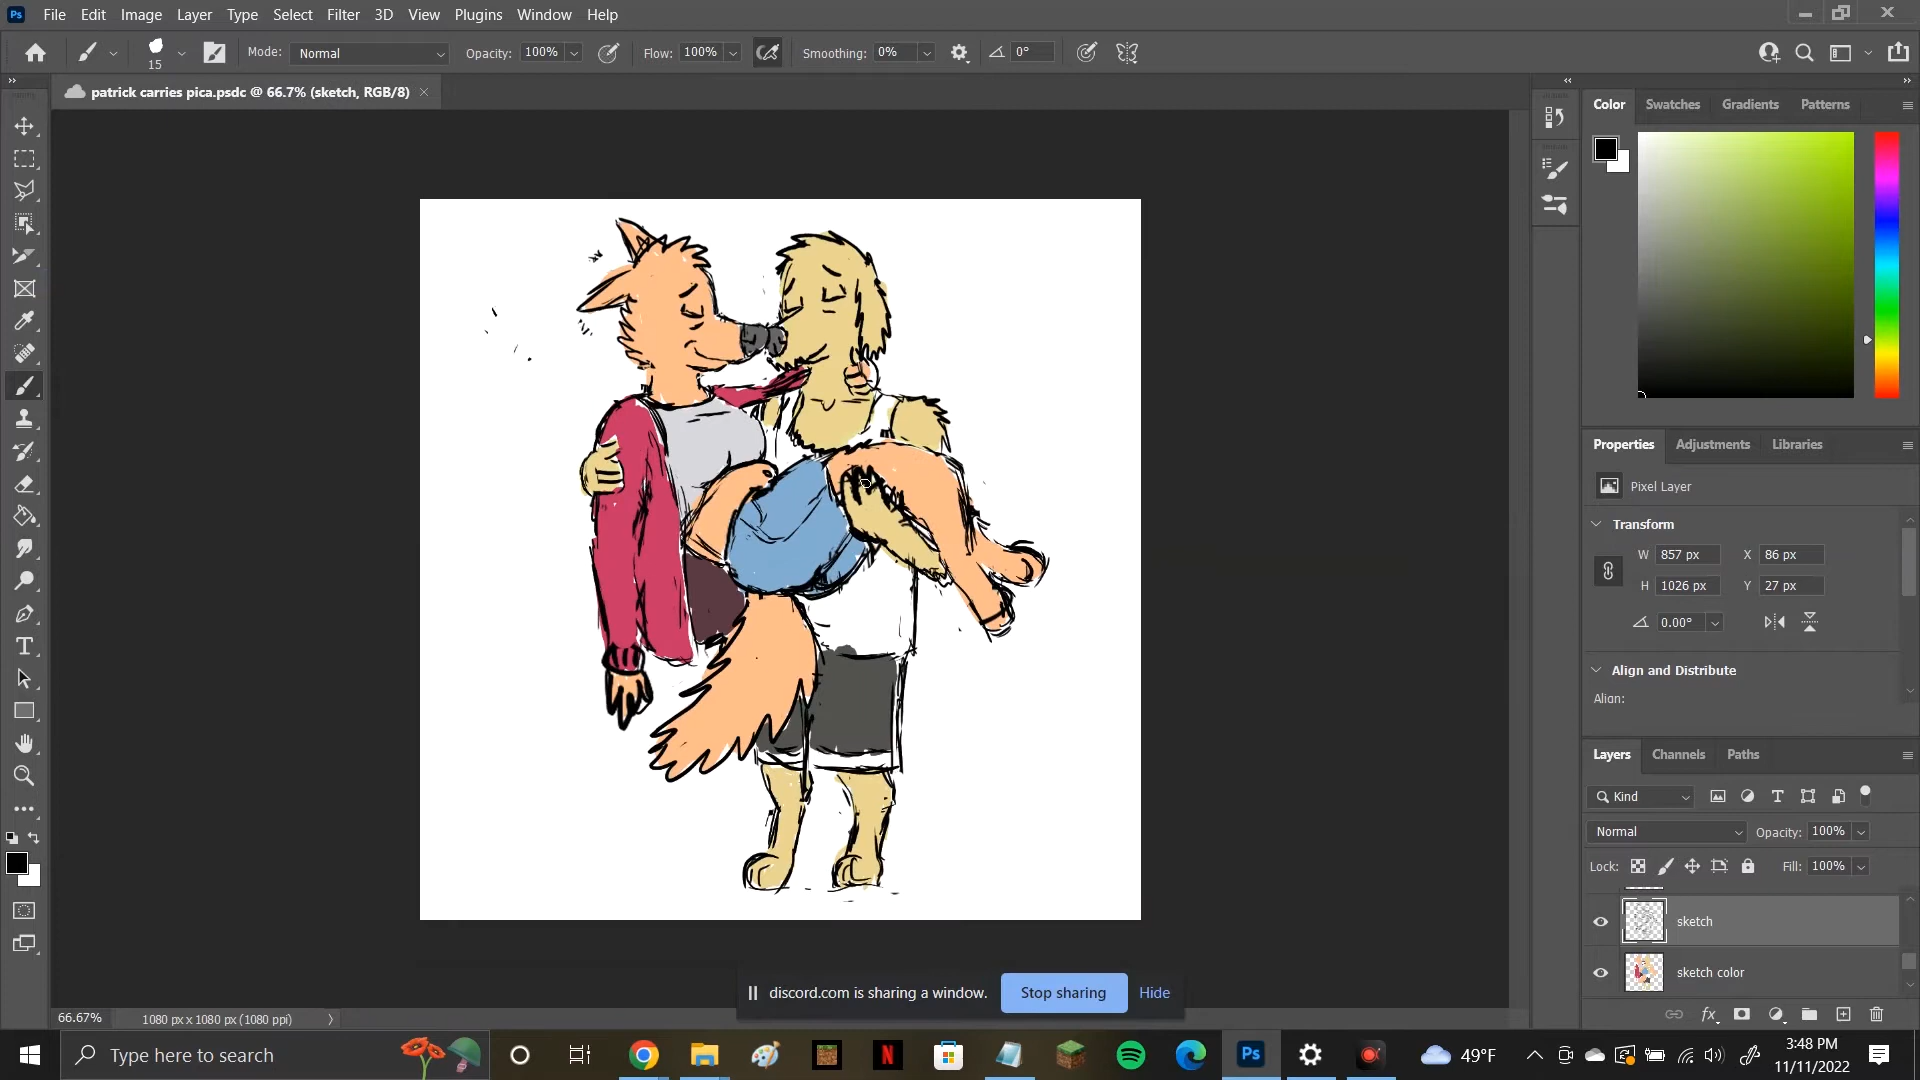 Ps File Edit Image Layer Type Select Filter 3D View Plugins Window Help
15 Mode: Normal Opacity: 100% Flow: 100% Smoothing: 0% 0°
patrick carries pica.psdc @ 66.7% (sketch, RGB/8)
Color Swatches Gradients Patterns
Properties Adjustments Libraries
Pixel Layer
Transform
W 857 px X 86 px
H 1026 px Y 27 px
0.00°
Align and Distribute
Align:
Layers Channels Paths
Kind
Normal Opacity: 100%
Lock: Fill: 100%
sketch
sketch color
discord.com is sharing a window. Stop sharing Hide
66.67% 1080 px x 1080 px (1080 ppi)
Type here to search
N
Ps
49°F
3:48 PM
11/11/2022